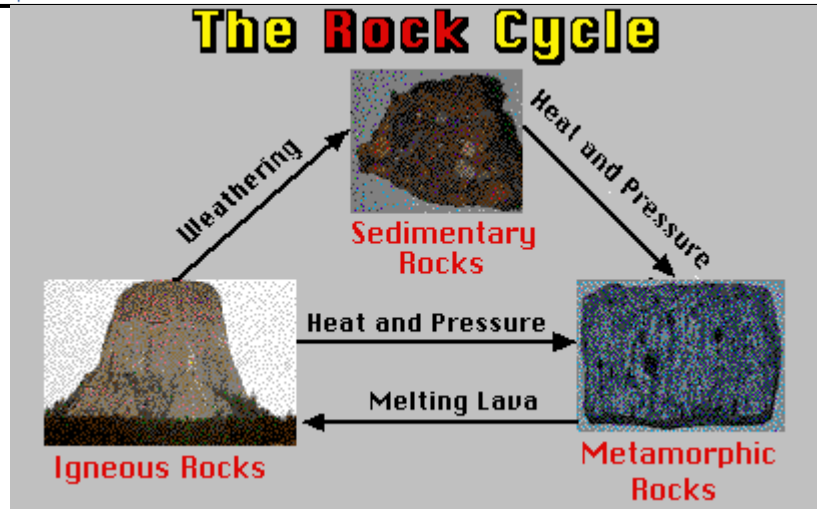 The Rock Cycle
Weathering
Heat and Pressure
Sedimentary
Rocks
Heat and Pressure
Melting Lava
Igneous Rocks
Metamorphic
Rocks